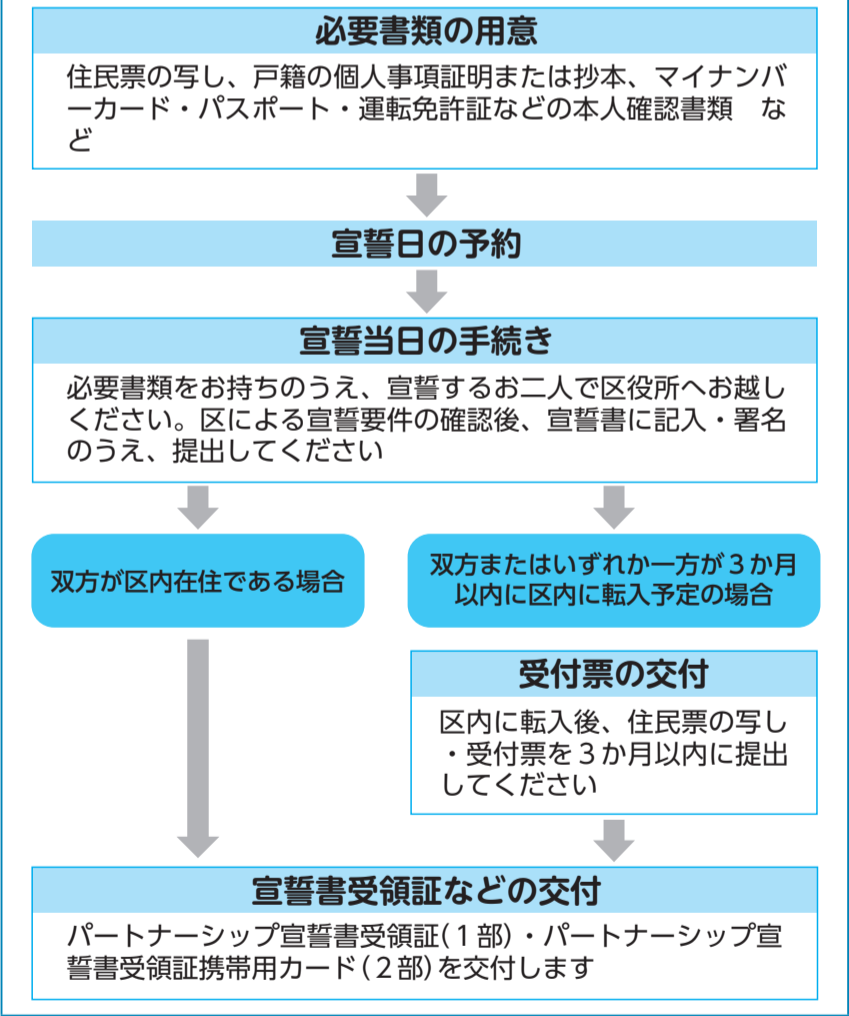 必要書類の用意
住民票の写し、戸籍の個人事項証明または抄本、マイナンバ
ーカード・パスポート・運転免許証などの本人確認書類　な
ど
宣誓日の予約
宣誓当日の手続き
必要書類をお持ちのうえ、宣誓するお二人で区役所へお越し
ください。区による宣誓要件の確認後、宣誓書に記入・署名
のうえ、提出してください
双方が区内在住である場合
双方またはいずれか一方が３か月
以内に区内に転入予定の場合
受付票の交付
区内に転入後、住民票の写し
・受付票を３か月以内に提出
してください
宣誓書受領証などの交付
パートナーシップ宣誓書受領証(１部)・パートナーシップ宣
誓書受領証携帯用カード(２部)を交付します